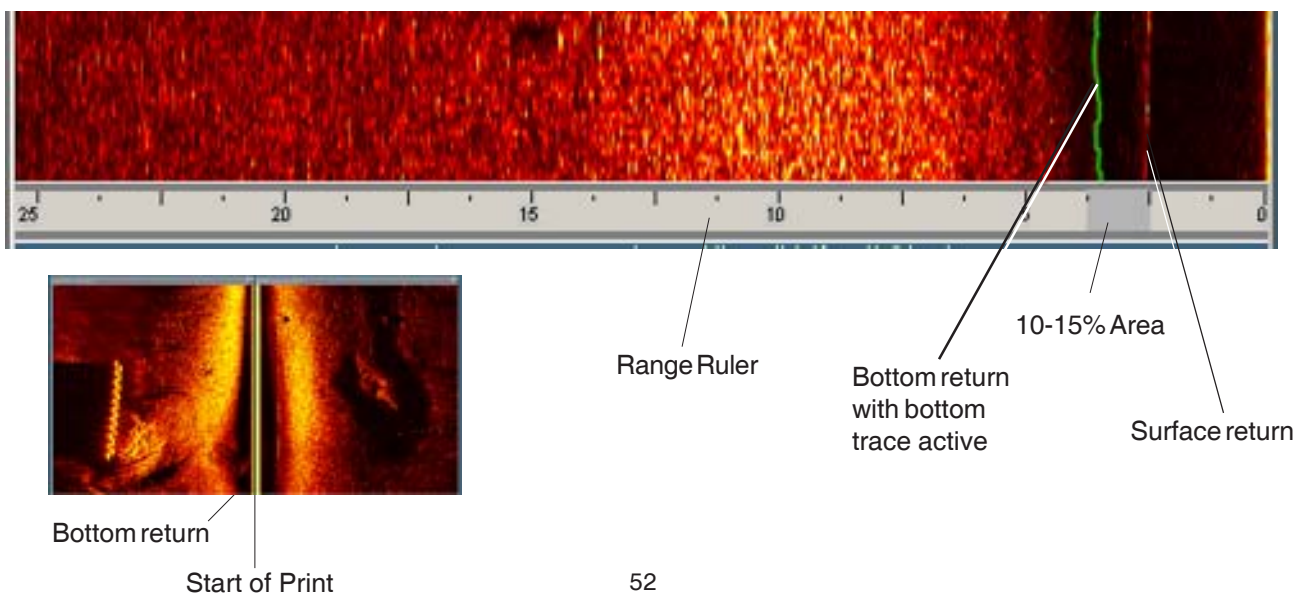 25 20 15 10 5 0
10-15% Area
Range Ruler
Bottom return
with bottom
trace active
Surface return
Bottom return
Start of Print
52